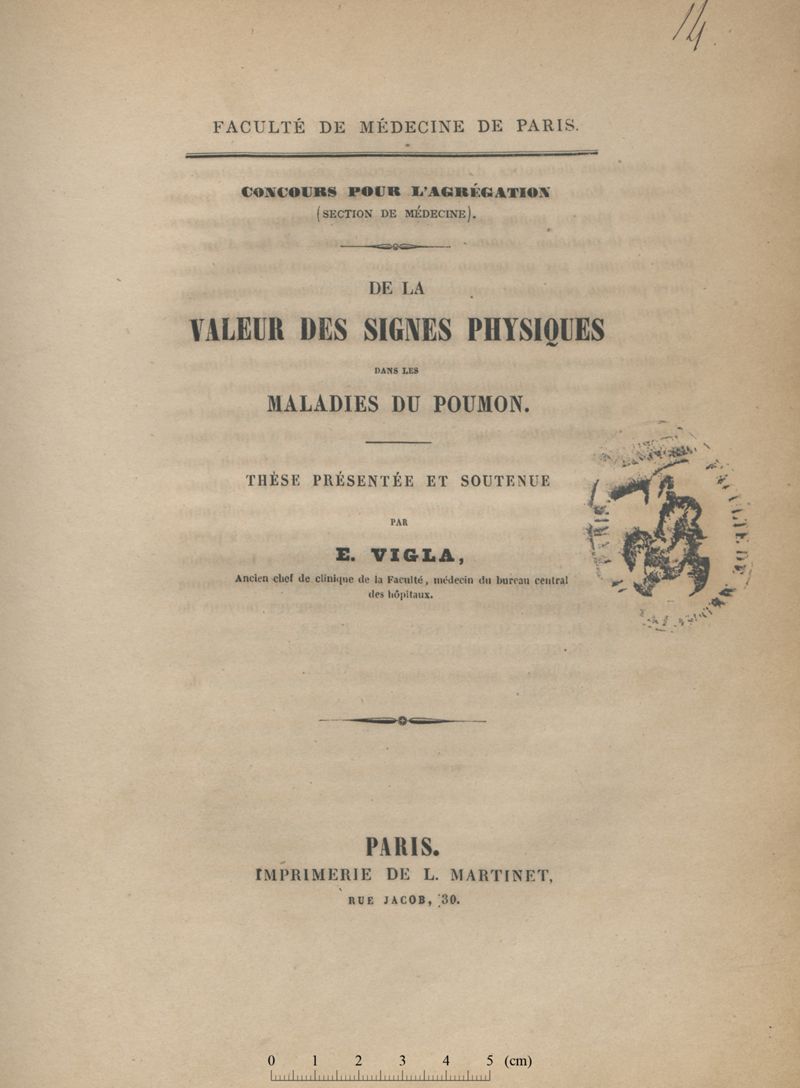 14
FACULTÉ DE MÉDECINE DE PARIS.
CONCOURS POUR L'AGRÉGATION
(SECTION DE MÉDECINE).
DE LA
VALEUR DES SIGNES PHYSIQUES
DANS LES
MALADIES DU POUMON.
THÈSE PRÉSENTÉE ET SOUTENUE
PAR
E. VIGLA,
Ancien chef de clinique de la Faculté, médecin du bureau central
des hôpitaux.
PARIS.
IMPRIMERIE DE L. MARTINET,
RUE JACOB, 30.
0 1 2 3 4 5 (cm)